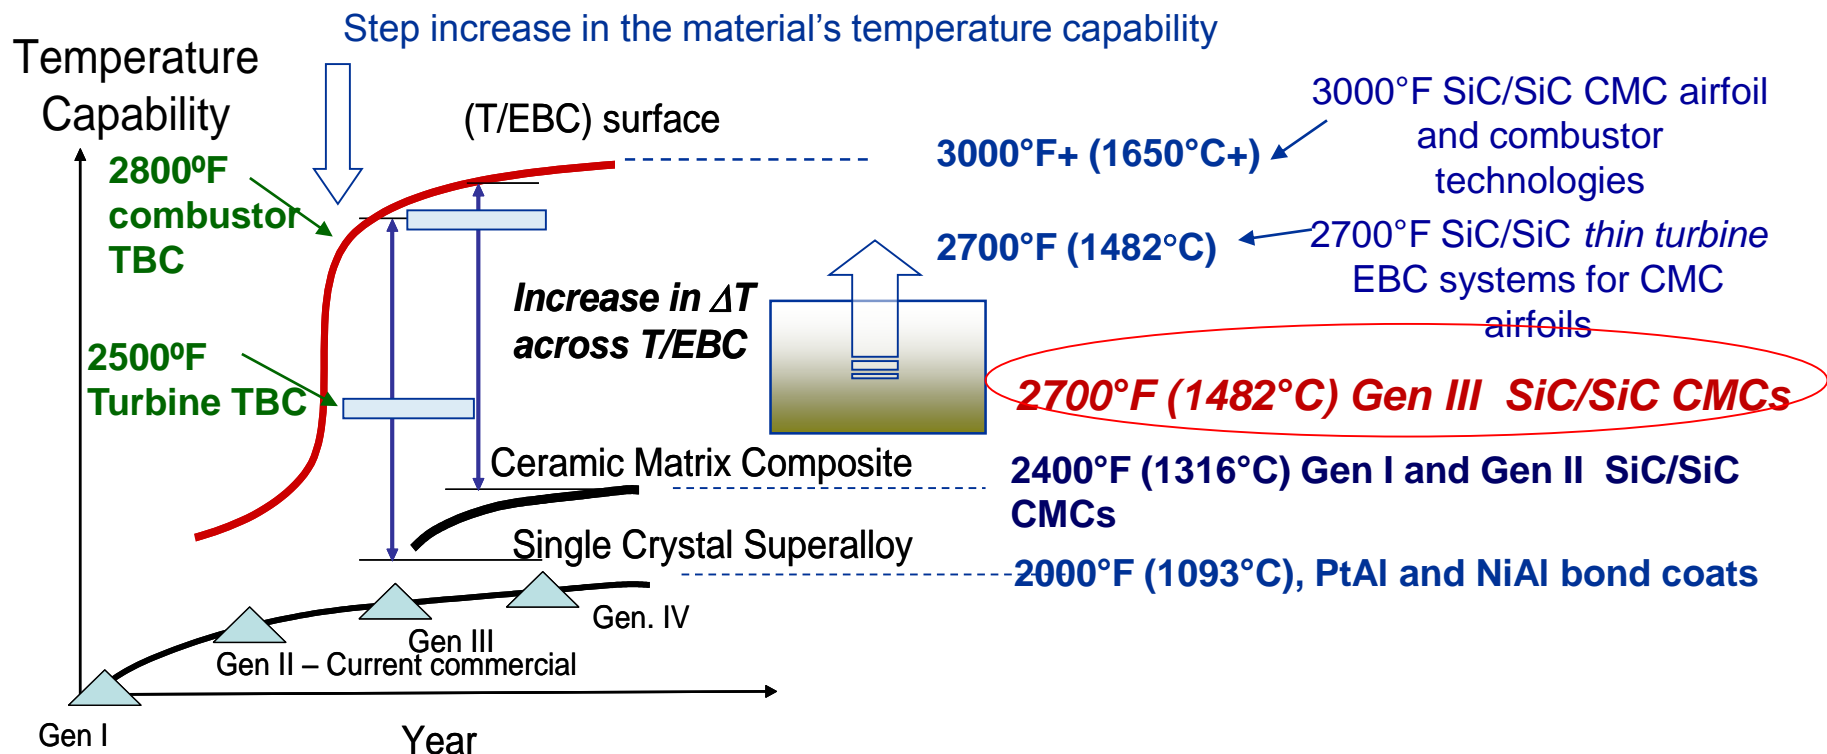 Step increase in the material's temperature capability
Temperature
Capability
(T/EBC) surface
2800ºF
combustor
TBC
3000°F+ (1650°C+)
3000°F SiC/SiC CMC airfoil
and combustor
technologies
2700°F (1482°C)
2700°F SiC/SiC thin turbine
EBC systems for CMC
airfoils
Increase in ΔT
across T/EBC
2500ºF
Turbine TBC
2700°F (1482°C) Gen III SiC/SiC CMCs
Ceramic Matrix Composite
2400°F (1316°C) Gen I and Gen II SiC/SiC
CMCs
Single Crystal Superalloy
2000°F (1093°C), PtAl and NiAl bond coats
Gen. IV
Gen III
Gen II – Current commercial
Gen I
Year